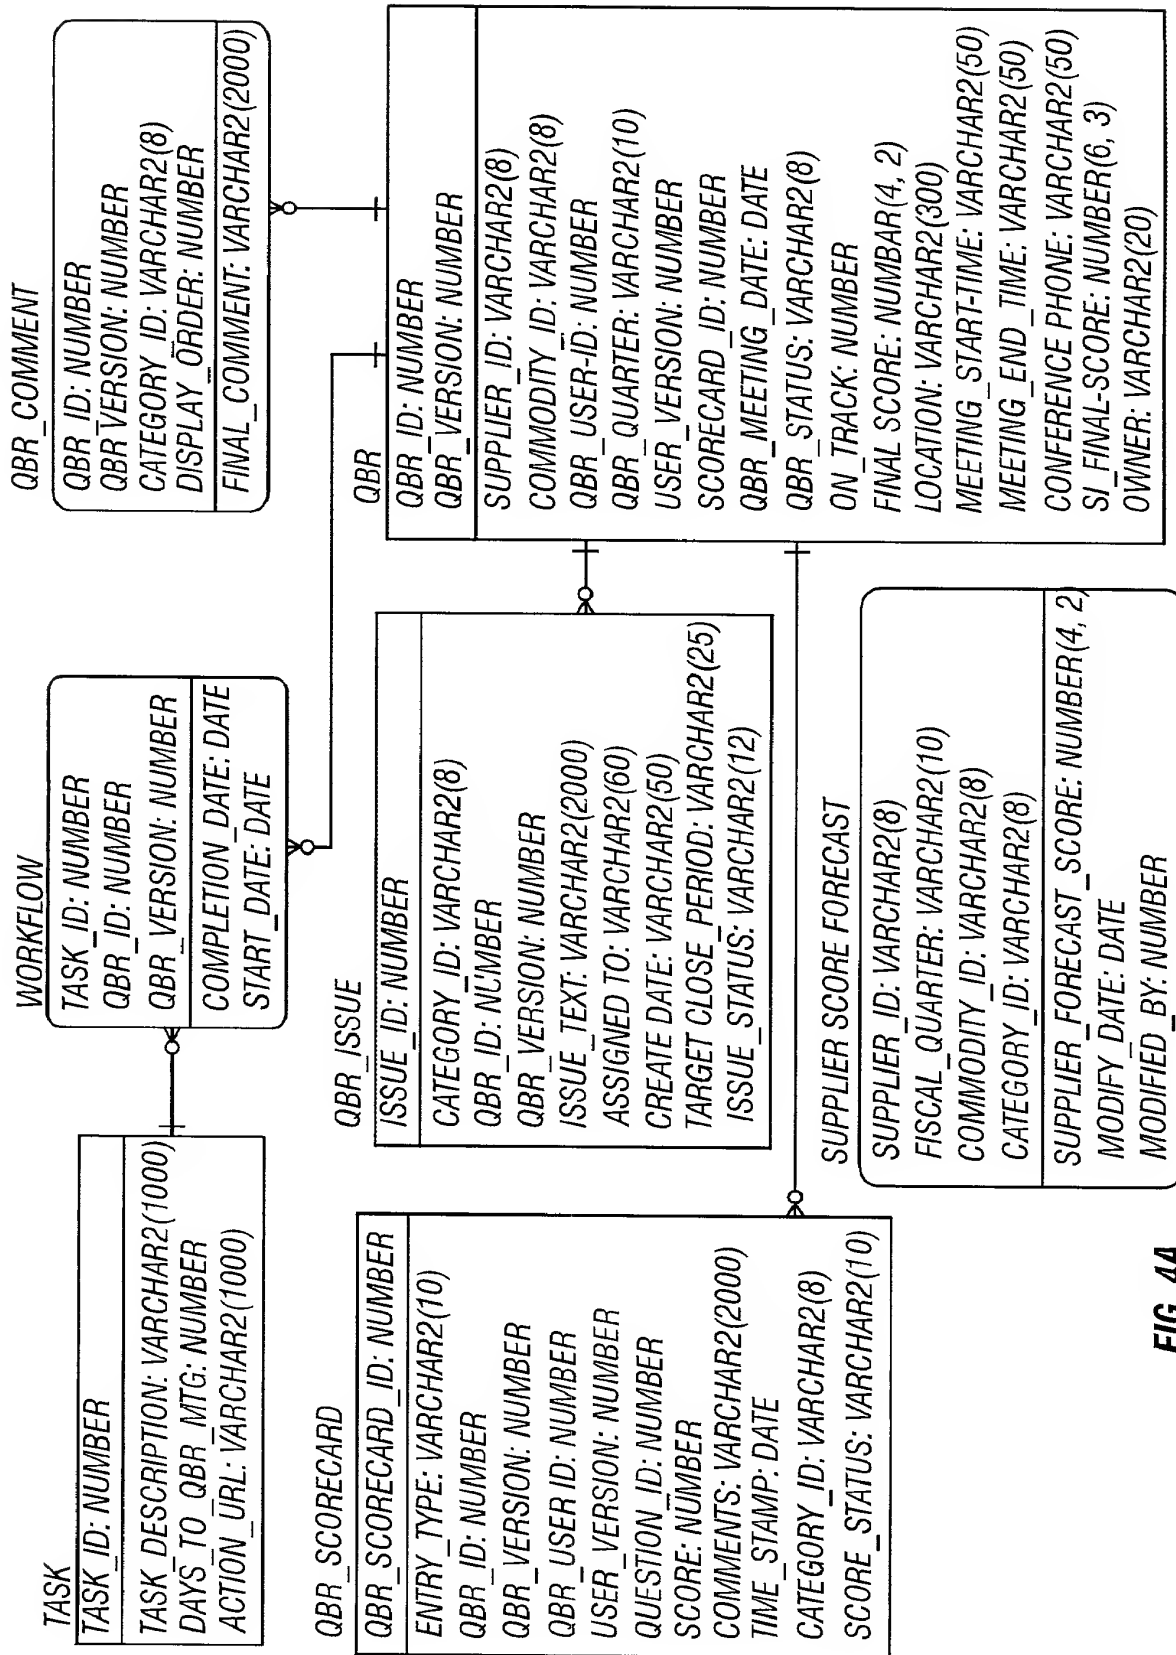 TASK
TASK_ID: NUMBER
TASK_DESCRIPTION: VARCHAR2(1000)
DAYS_TO_QBR_MTG: NUMBER
ACTION_URL: VARCHAR2(1000)
WORKFLOW
TASK_ID: NUMBER
QBR_ID: NUMBER
QBR_VERSION: NUMBER
COMPLETION_DATE: DATE
START_DATE: DATE
QBR_COMMENT
QBR_ID: NUMBER
QBR VERSION: NUMBER
CATEGORY_ID: VARCHAR2(8)
DISPLAY_ORDER: NUMBER
FINAL_COMMENT: VARCHAR2(2000)
QBR_SCORECARD
QBR_SCORECARD_ID: NUMBER
ENTRY_TYPE: VARCHAR2(10)
QBR_ID: NUMBER
QBR_VERSION: NUMBER
QBR_USER ID: NUMBER
USER_VERSION: NUMBER
QUESTION_ID: NUMBER
SCORE: NUMBER
COMMENTS: VARCHAR2(2000)
TIME_STAMP: DATE
CATEGORY_ID: VARCHAR2(8)
SCORE_STATUS: VARCHAR2(10)
QBR_ISSUE
ISSUE_ID: NUMBER
CATEGORY_ID: VARCHAR2(8)
QBR_ID: NUMBER
QBR_VERSION: NUMBER
ISSUE_TEXT: VARCHAR2(2000)
ASSIGNED TO: VARCHAR2(60)
CREATE DATE: VARCHAR2(50)
TARGET CLOSE_PERIOD: VARCHAR2(25)
ISSUE_STATUS: VARCHAR2(12)
QBR
QBR_ID: NUMBER
QBR_VERSION: NUMBER
SUPPLIER_ID: VARCHAR2(8)
COMMODITY_ID: VARCHAR2(8)
QBR_USER-ID: NUMBER
QBR_QUARTER: VARCHAR2(10)
USER_VERSION: NUMBER
SCORECARD_ID: NUMBER
QBR_MEETING_DATE: DATE
QBR_STATUS: VARCHAR2(8)
ON_TRACK: NUMBER
FINAL SCORE: NUMBAR(4, 2)
LOCATION: VARCHAR2(300)
MEETING_START-TIME: VARCHAR2(50)
MEETING_END_TIME: VARCHAR2(50)
CONFERENCE PHONE: VARCHAR2(50)
SI_FINAL-SCORE: NUMBER(6, 3)
OWNER: VARCHAR2(20)
SUPPLIER SCORE FORECAST
SUPPLIER_ID: VARCHAR2(8)
FISCAL_QUARTER: VARCHAR2(10)
COMMODITY_ID: VARCHAR2(8)
CATEGORY_ID: VARCHAR2(8)
SUPPLIER_FORECAST_SCORE: NUMBER(4, 2)
MODIFY_DATE: DATE
MODIFIED_BY: NUMBER
FIG. 4A